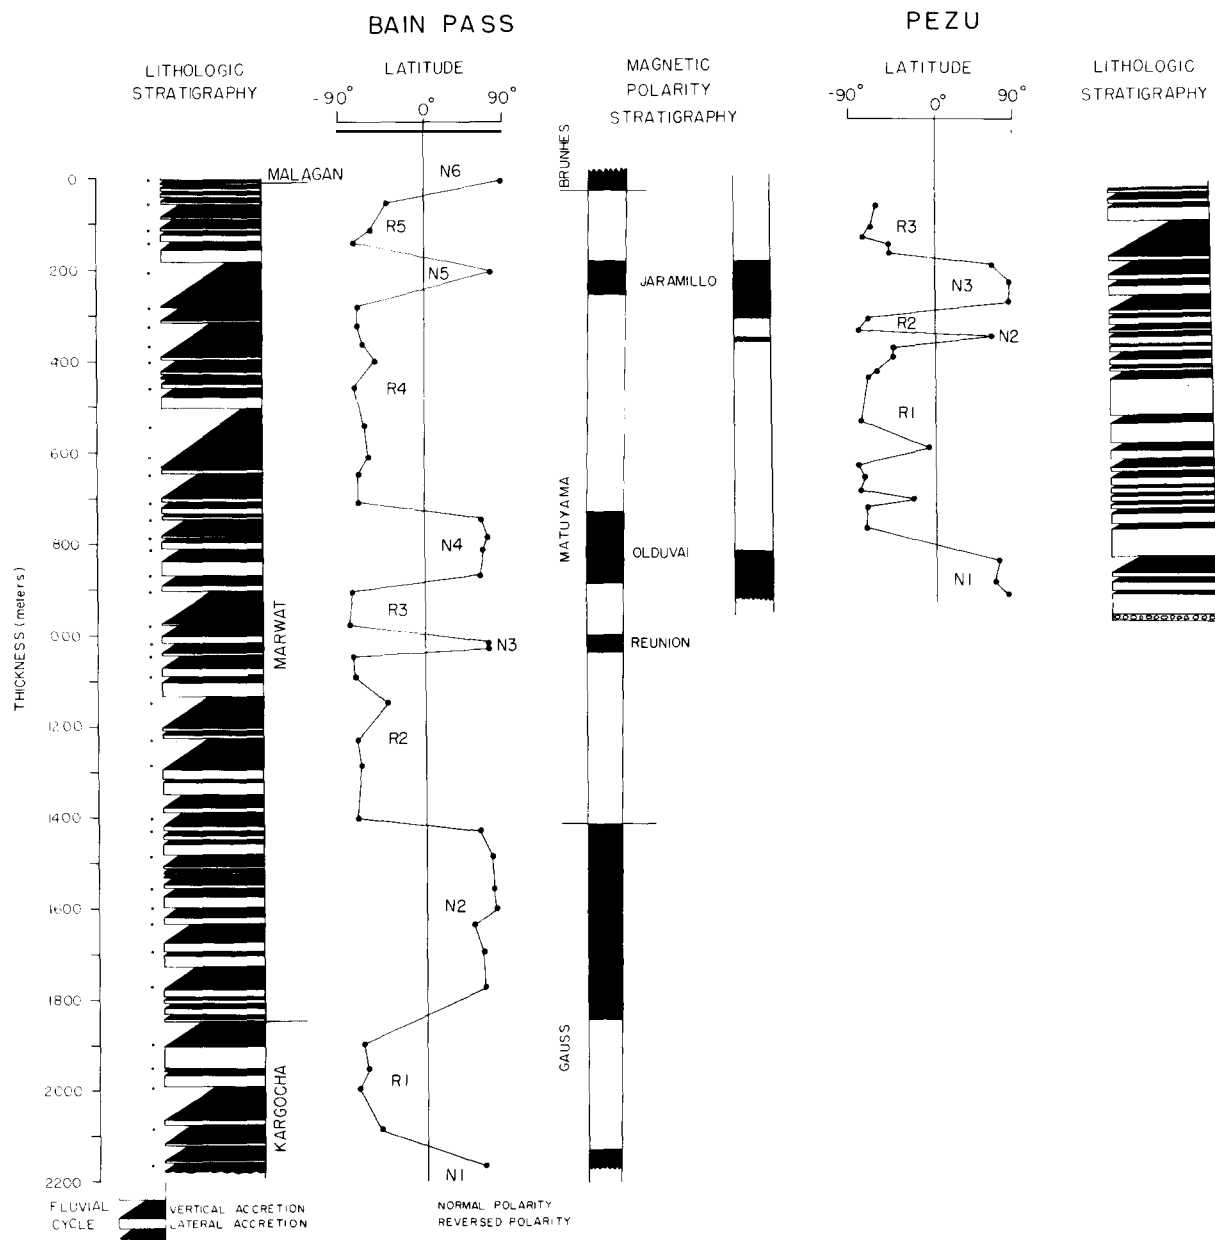 BAIN PASS
PEZU
LITHOLOGIC
STRATIGRAPHY
LATITUDE
-90° 0° 90°
MAGNETIC
POLARITY
STRATIGRAPHY
LATITUDE
-90° 0° 90°
LITHOLOGIC
STRATIGRAPHY
THICKNESS (meters)
0
200
400
600
800
1000
1200
1400
1600
1800
2000
2200
MALAGAN
MARWAT
KARGOCHA
N6
R5
N5
R4
N4
R3
N3
R2
N2
R1
N1
BRUNHES
MATUYAMA
GAUSS
JARAMILLO
OLDUVAI
REUNION
R3
N3
R2
N2
R1
N1
FLUVIAL
CYCLE
VERTICAL ACCRETION
LATERAL ACCRETION
NORMAL POLARITY
REVERSED POLARITY